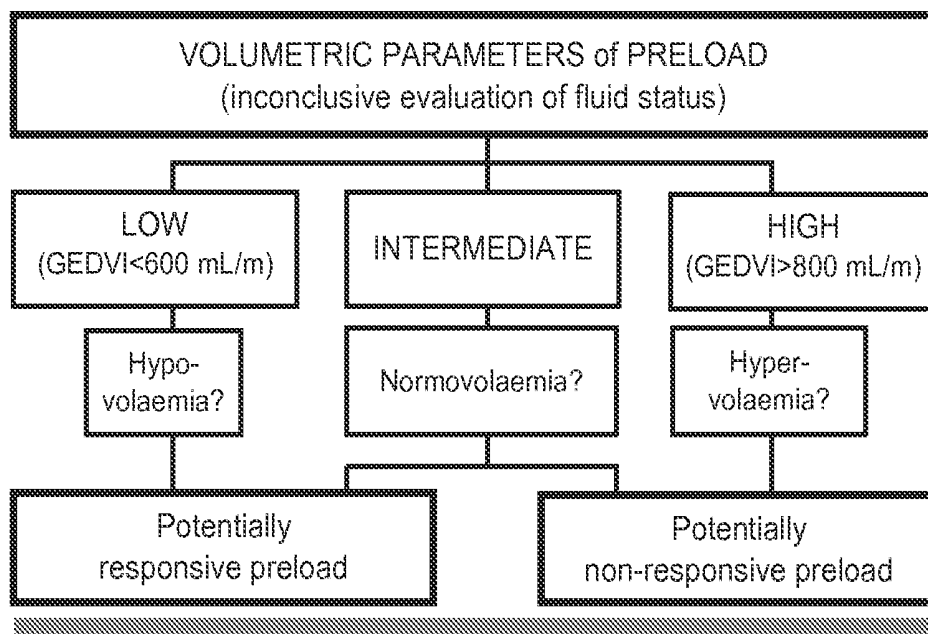 VOLUMETRIC PARAMETERS of PRELOAD
(inconclusive evaluation of fluid status)
LOW
(GEDVI<600 mL/m)
INTERMEDIATE
HIGH
(GEDVI>800 mL/m)
Hypo-
volaemia?
Normovolaemia?
Hyper-
volaemia?
Potentially
responsive preload
Potentially
non-responsive preload